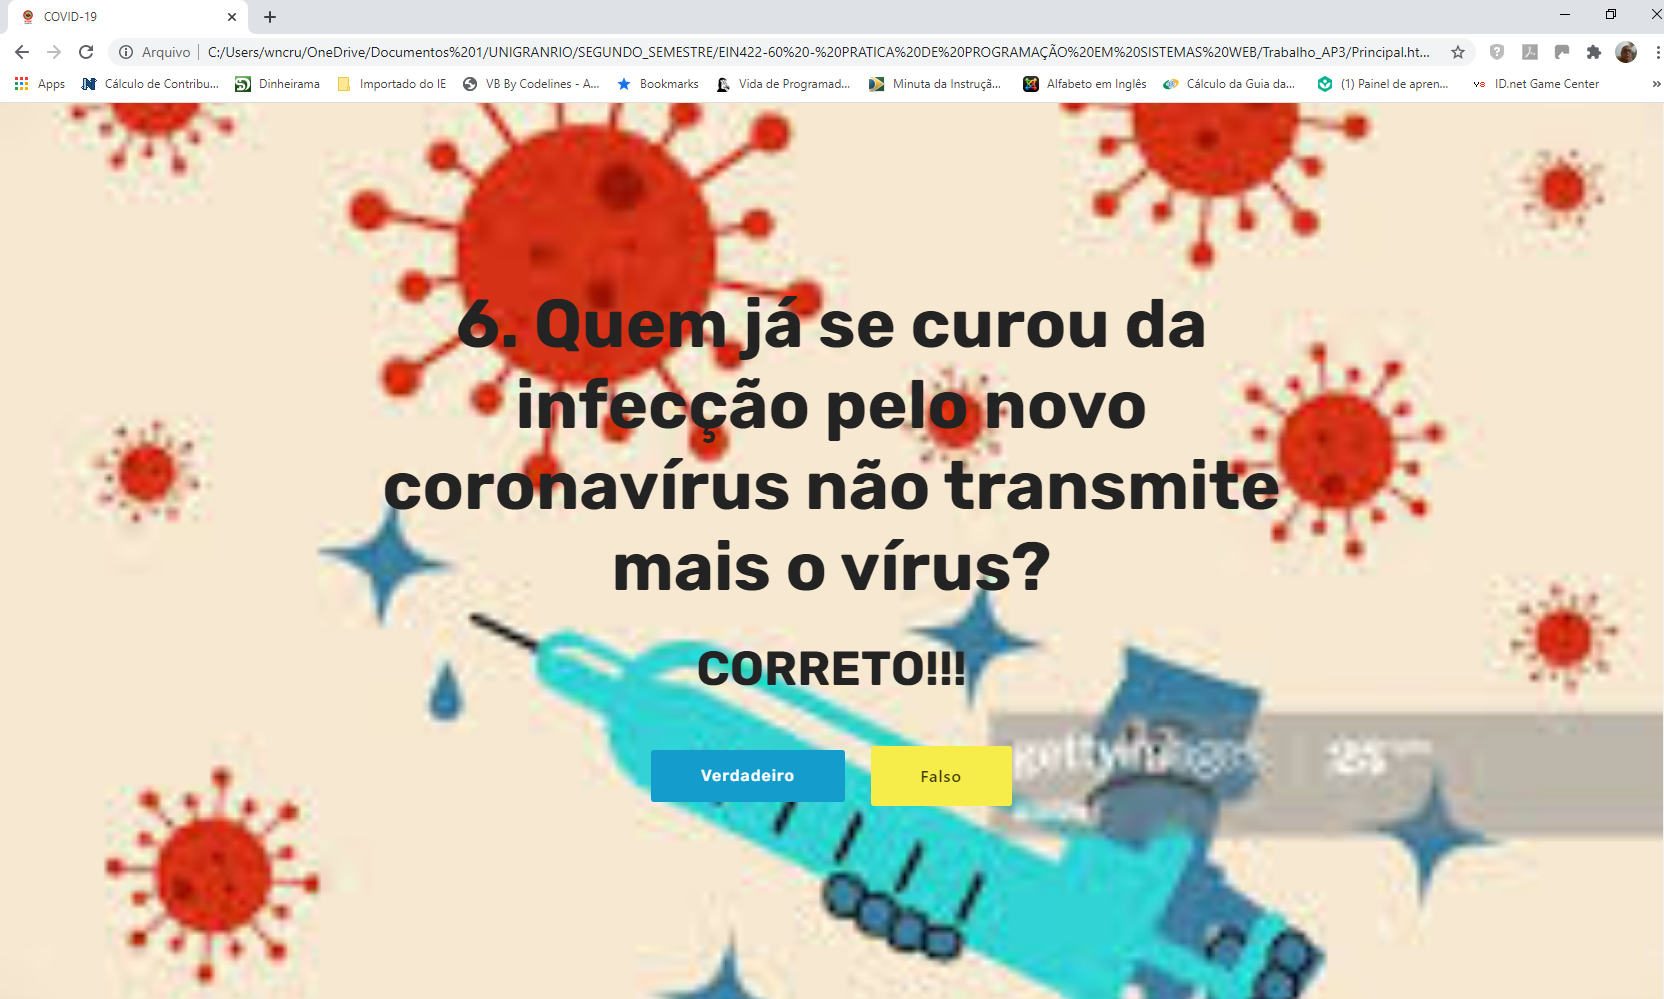 COVID-19
Arquivo
C:/Users/wncru/OneDrive/Documentos%201/UNIGRANRIO/SEGUNDO_SEMESTRE/EIN422-60%20-%20PRATICA%20DE%20PROGRAMAÇÃO%20EM%20SISTEMAS%20WEB/Trabalho_AP3/Principal.ht...
Apps Cálculo de Contribu... Dinheirama Importado do IE VB By Codelines - A... Bookmarks Vida de Programad... Minuta da Instruçã... Alfabeto em Inglês Cálculo da Guia da... (1) Painel de apren... ID.net Game Center »
6. Quem já se curou da
infecção pelo novo
coronavírus não transmite
mais o vírus?
CORRETO!!!
gettyimages
Verdadeiro Falso